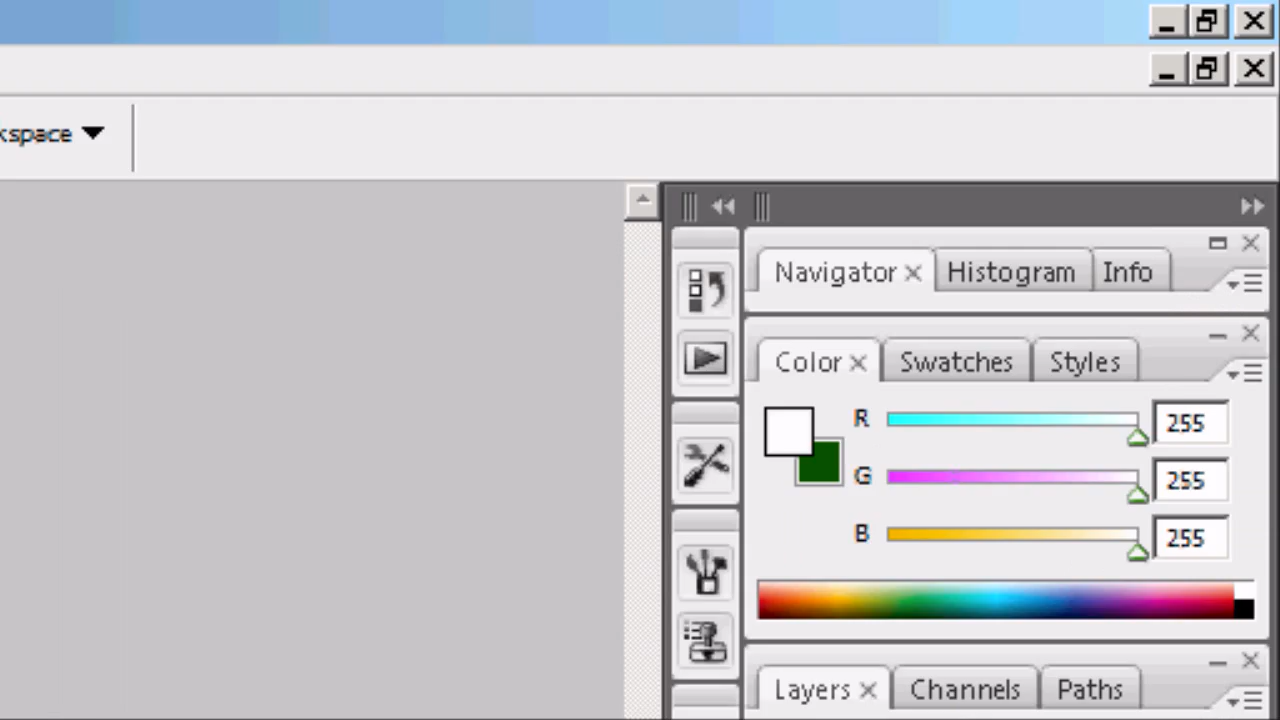 kspace
Navigator Histogram Info
Color Swatches Styles
R 255
G 255
B 255
Layers Channels Paths